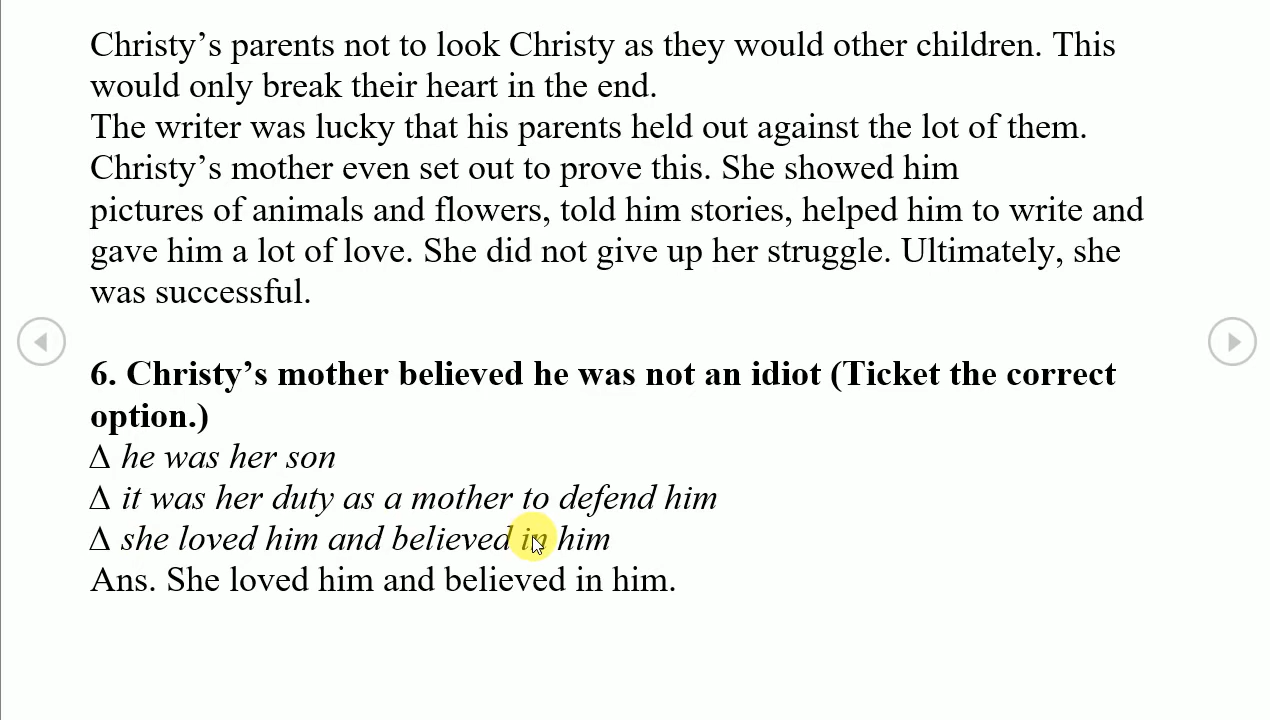 Christy’s parents not to look Christy as they would other children. This
would only break their heart in the end.
The writer was lucky that his parents held out against the lot of them.
Christy’s mother even set out to prove this. She showed him
pictures of animals and flowers, told him stories, helped him to write and
gave him a lot of love. She did not give up her struggle. Ultimately, she
was successful.
6. Christy’s mother believed he was not an idiot (Ticket the correct
option.)
Δ he was her son
Δ it was her duty as a mother to defend him
Δ she loved him and believed in him
Ans. She loved him and believed in him.